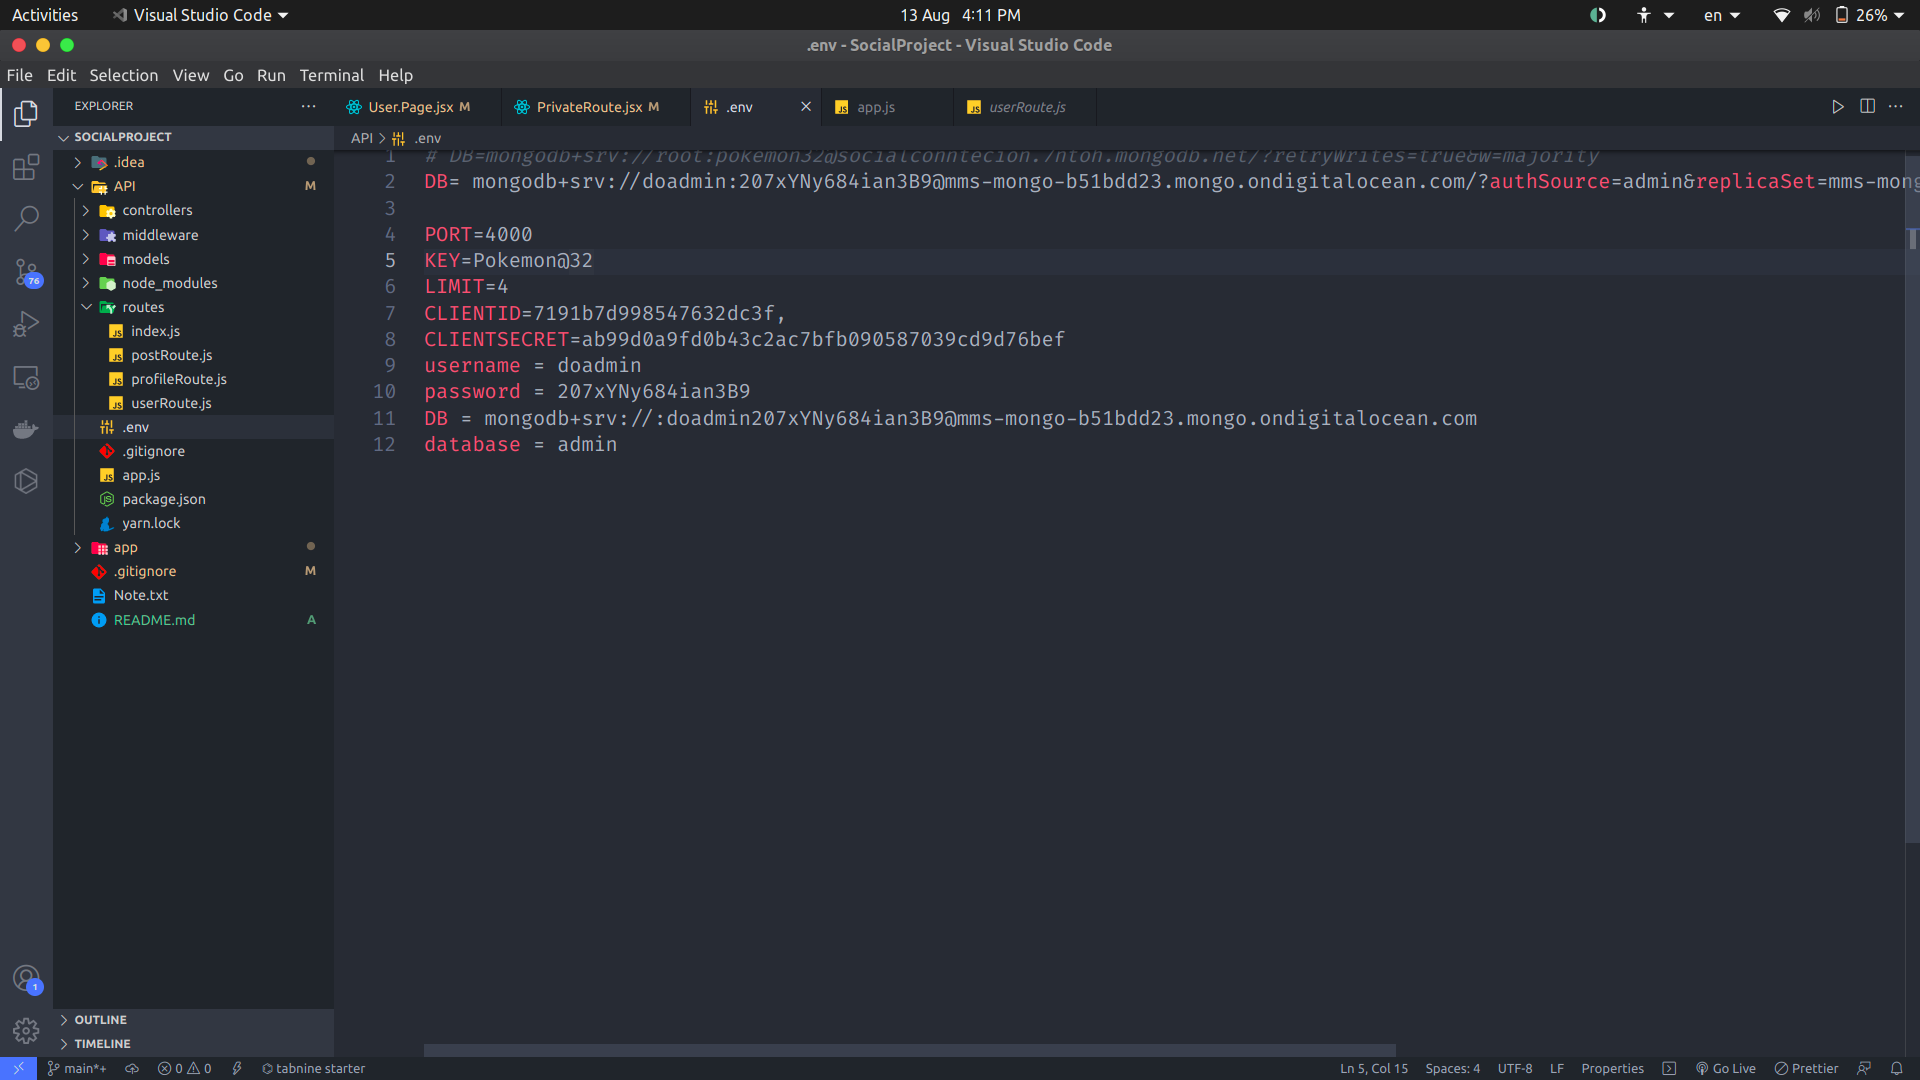 Activities Visual Studio Code 13 Aug 4:11 PM en 26%
.env - SocialProject - Visual Studio Code
File Edit Selection View Go Run Terminal Help
EXPLORER
User.Page.jsx M PrivateRoute.jsx M .env app.js userRoute.js
SOCIALPROJECT
API > .env
.idea
API M
controllers
middleware
models
node_modules
routes
index.js
postRoute.js
profileRoute.js
userRoute.js
.env
.gitignore
app.js
package.json
yarn.lock
app
.gitignore M
Note.txt
README.md A
OUTLINE
TIMELINE
76
1
1 # DB=mongodb+srv://root:pokemon32@socialconntecion.7ntoh.mongodb.net/?retryWrites=true&w=majority
2 DB= mongodb+srv://doadmin:207xYNy684ian3B9@mms-mongo-b51bdd23.mongo.ondigitalocean.com/?authSource=admin&replicaSet=mms-mong
3
4 PORT=4000
5 KEY=Pokemon@32
6 LIMIT=4
7 CLIENTID=7191b7d998547632dc3f,
8 CLIENTSECRET=ab99d0a9fd0b43c2ac7bfb090587039cd9d76bef
9 username = doadmin
10 password = 207xYNy684ian3B9
11 DB = mongodb+srv://:doadmin207xYNy684ian3B9@mms-mongo-b51bdd23.mongo.ondigitalocean.com
12 database = admin
main*+ 0 0 tabnine starter Ln 5, Col 15 Spaces: 4 UTF-8 LF Properties Go Live Prettier